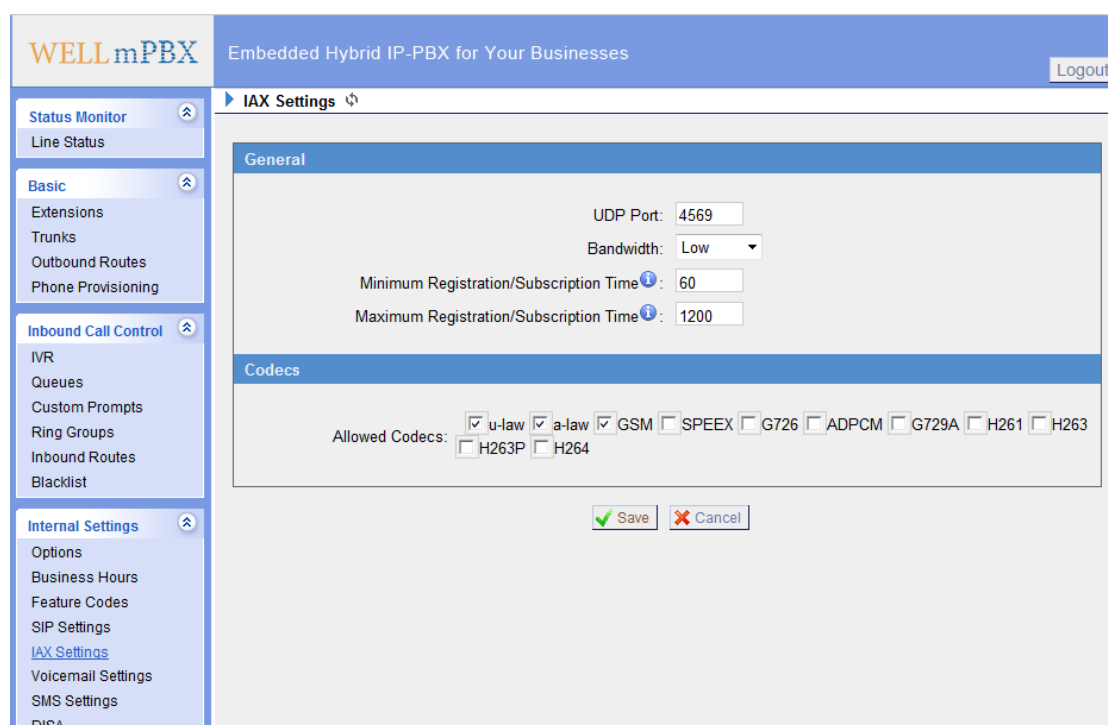 WELL mPBX
Embedded Hybrid IP-PBX for Your Businesses
Logout
Status Monitor
Line Status
Basic
Extensions
Trunks
Outbound Routes
Phone Provisioning
Inbound Call Control
IVR
Queues
Custom Prompts
Ring Groups
Inbound Routes
Blacklist
Internal Settings
Options
Business Hours
Feature Codes
SIP Settings
IAX Settings
Voicemail Settings
SMS Settings
DISA
IAX Settings
General
UDP Port: 4569
Bandwidth: Low
Minimum Registration/Subscription Time : 60
Maximum Registration/Subscription Time : 1200
Codecs
Allowed Codecs: u-law a-law GSM SPEEX G726 ADPCM G729A H261 H263
H263P H264
Save Cancel